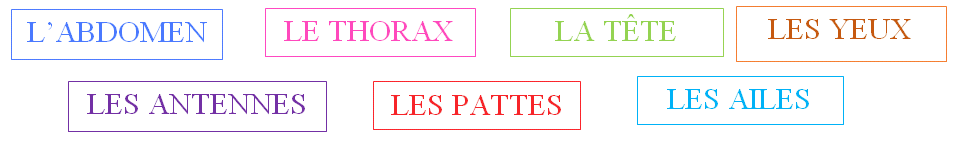 L'ABDOMEN LE THORAX LA TÊTE LES YEUX
LES ANTENNES LES PATTES LES AILES